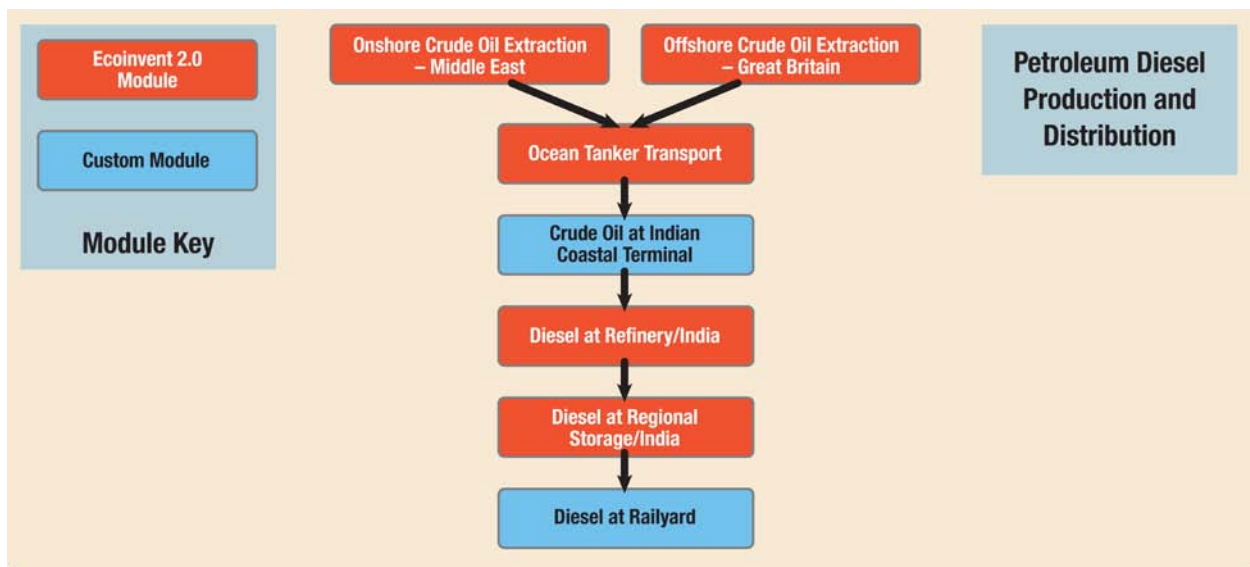 Ecoinvent 2.0
Module
Custom Module
Module Key
Onshore Crude Oil Extraction
– Middle East
Offshore Crude Oil Extraction
– Great Britain
Ocean Tanker Transport
Crude Oil at Indian
Coastal Terminal
Diesel at Refinery/India
Diesel at Regional
Storage/India
Diesel at Railyard
Petroleum Diesel
Production and
Distribution